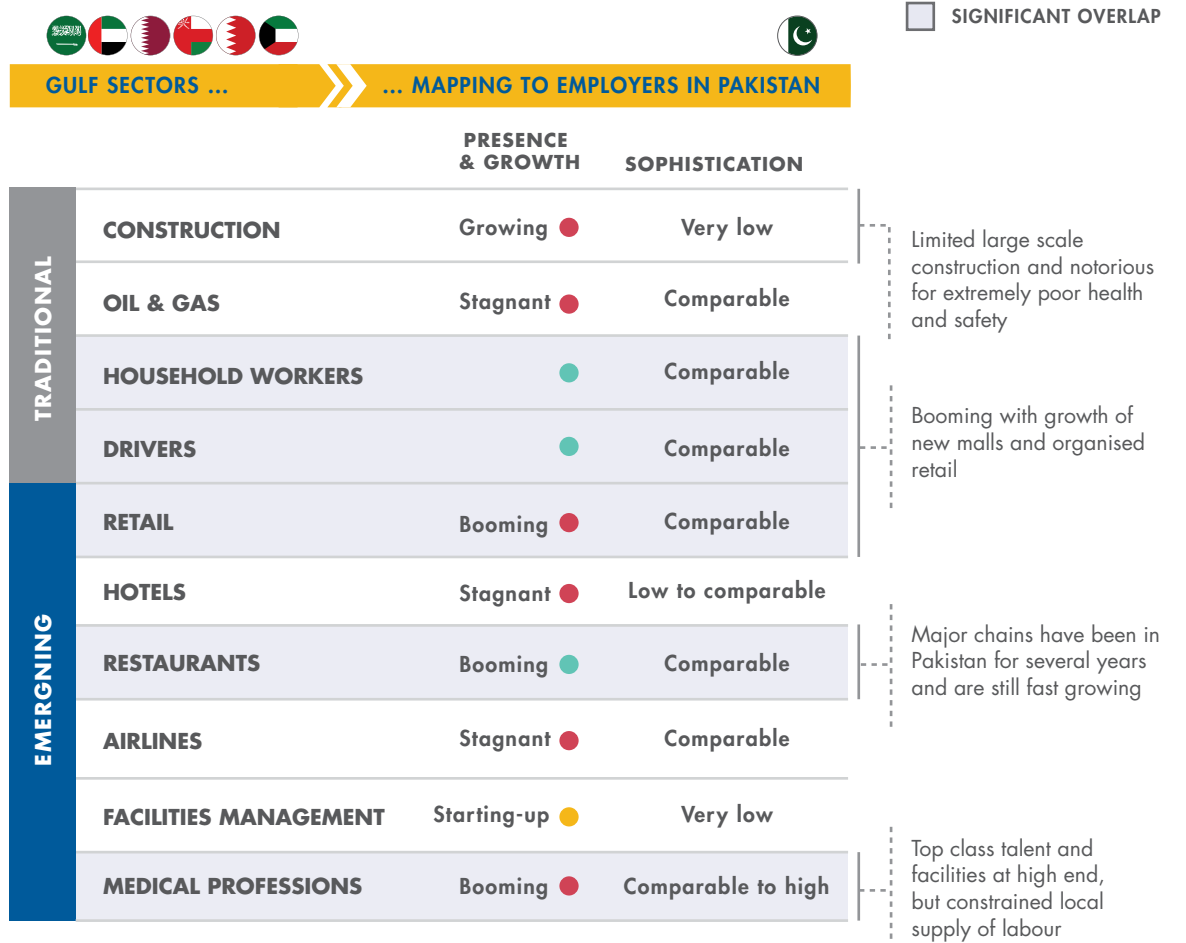 SIGNIFICANT OVERLAP
GULF SECTORS ...
... MAPPING TO EMPLOYERS IN PAKISTAN
PRESENCE
& GROWTH
SOPHISTICATION
TRADITIONAL
CONSTRUCTION
Growing
Very low
OIL & GAS
Stagnant
Comparable
HOUSEHOLD WORKERS
Comparable
DRIVERS
Comparable
EMERGNING
RETAIL
Booming
Comparable
HOTELS
Stagnant
Low to comparable
RESTAURANTS
Booming
Comparable
AIRLINES
Stagnant
Comparable
FACILITIES MANAGEMENT
Starting-up
Very low
MEDICAL PROFESSIONS
Booming
Comparable to high
Limited large scale
construction and notorious
for extremely poor health
and safety
Booming with growth of
new malls and organised
retail
Major chains have been in
Pakistan for several years
and are still fast growing
Top class talent and
facilities at high end,
but constrained local
supply of labour